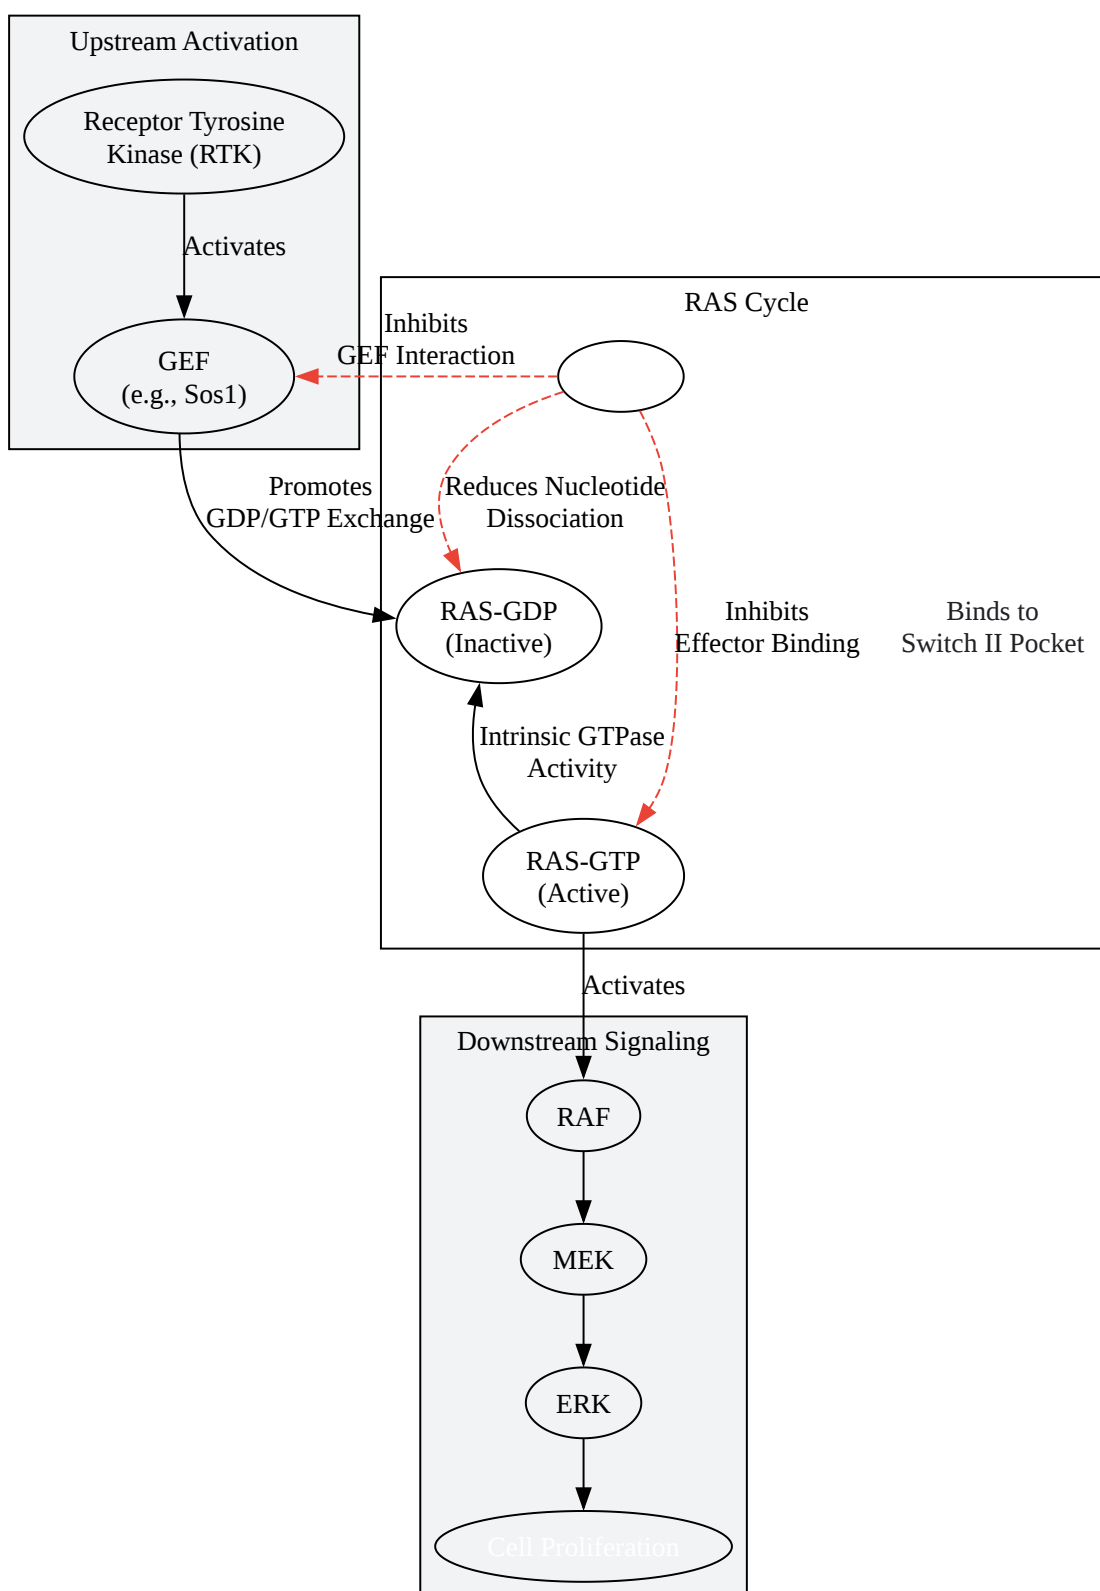 Upstream Activation
Receptor Tyrosine
Kinase (RTK)
Activates
GEF
(e.g., Sos1)
RAS Cycle
Inhibits
GEF Interaction
Promotes
GDP/GTP Exchange
Reduces Nucleotide
Dissociation
RAS-GDP
(Inactive)
Inhibits
Effector Binding
Binds to
Switch II Pocket
Intrinsic GTPase
Activity
RAS-GTP
(Active)
Activates
Downstream Signaling
RAF
MEK
ERK
Cell Proliferation